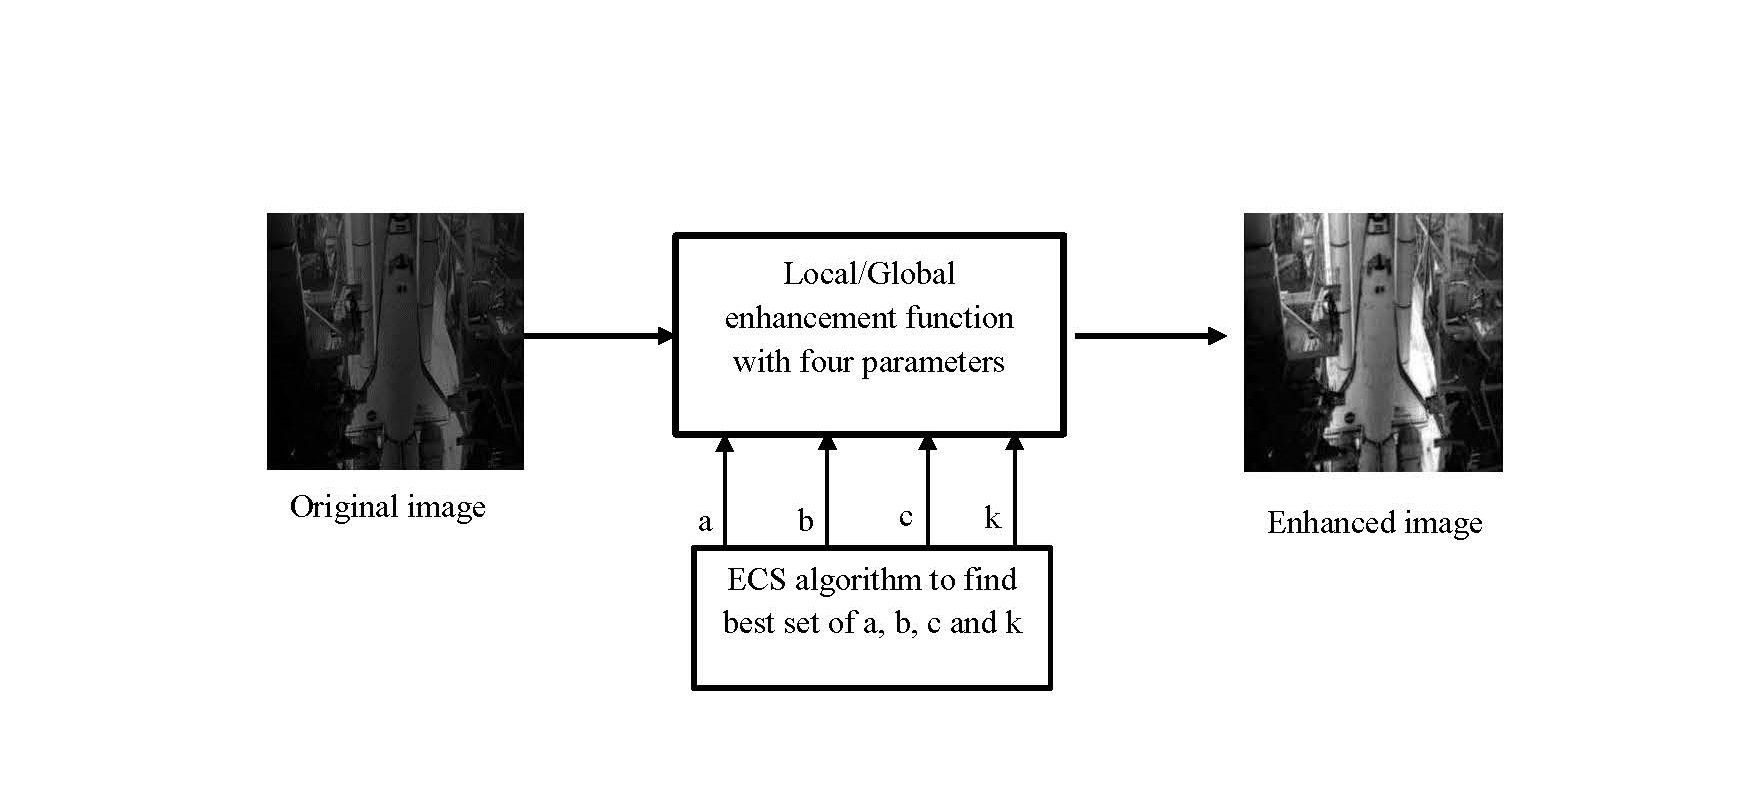 Local/Global
enhancement function
with four parameters
Original image
Enhanced image
a
b
c
k
ECS algorithm to find
best set of a, b, c and k